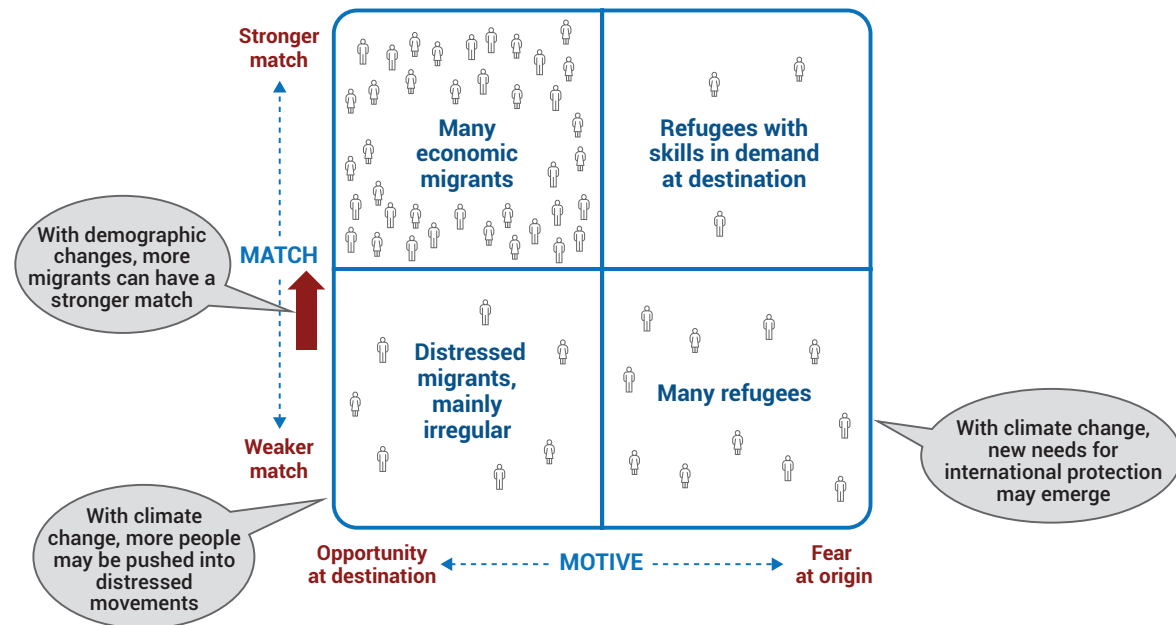 Stronger
match
MATCH
Weaker
match
With demographic
changes, more
migrants can have a
stronger match
Many
economic
migrants
Refugees with
skills in demand
at destination
Distressed
migrants,
mainly
irregular
Many refugees
With climate change,
new needs for
international protection
may emerge
With climate
change, more people
may be pushed into
distressed
movements
Opportunity
at destination
MOTIVE
Fear
at origin